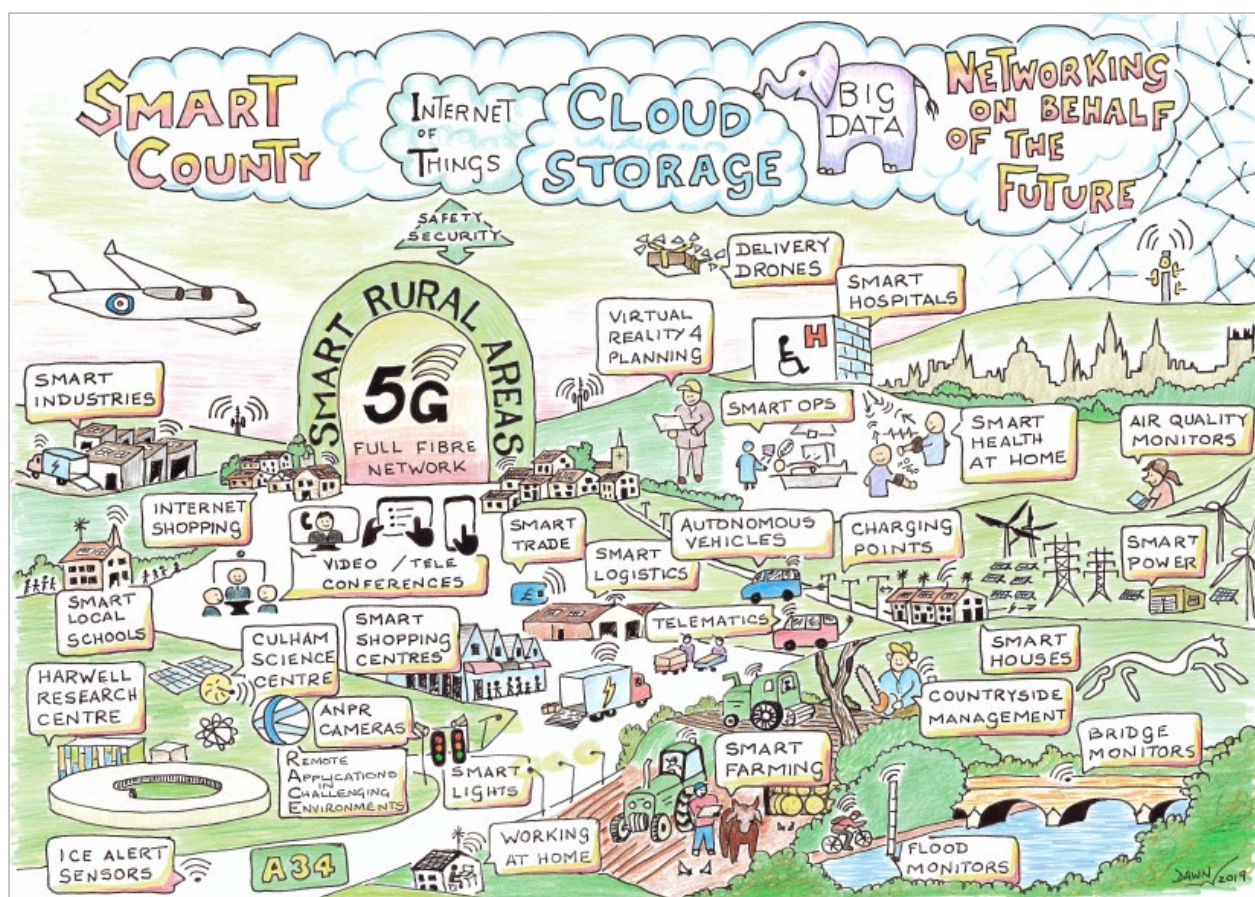 SMART
COUNTY
INTERNET
OF
THINGS
CLOUD
STORAGE
BIG
DATA
NETWORKING
ON BEHALF
OF THE
FUTURE
SAFETY
SECURITY
SMART RURAL AREAS
5G
FULL FIBRE
NETWORK
DELIVERY
DRONES
SMART
HOSPITALS
H
VIRTUAL
REALITY 4
PLANNING
SMART
INDUSTRIES
SMART OPS
SMART
HEALTH
AT HOME
AIR QUALITY
MONITORS
INTERNET
SHOPPING
VIDEO / TELE
CONFERENCES
SMART
TRADE
£
SMART
LOGISTICS
AUTONOMOUS
VEHICLES
CHARGING
POINTS
SMART
POWER
SMART
LOCAL
SCHOOLS
CULHAM
SCIENCE
CENTRE
SMART
SHOPPING
CENTRES
TELEMATICS
SMART
HOUSES
HARWELL
RESEARCH
CENTRE
ANPR
CAMERAS
COUNTRYSIDE
MANAGEMENT
BRIDGE
MONITORS
REMOTE
APPLICATIONS
IN
CHALLENGING
ENVIRONMENTS
SMART
LIGHTS
SMART
FARMING
ICE ALERT
SENSORS
A34
WORKING
AT HOME
FLOOD
MONITORS
DAWN/2019